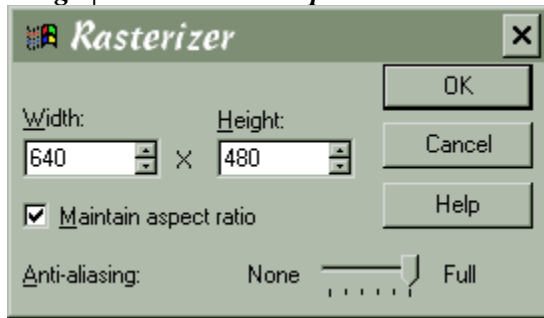 Rasterizer
OK
Width:
Height:
640 X 480
Cancel
Maintain aspect ratio
Help
Anti-aliasing:
None
Full